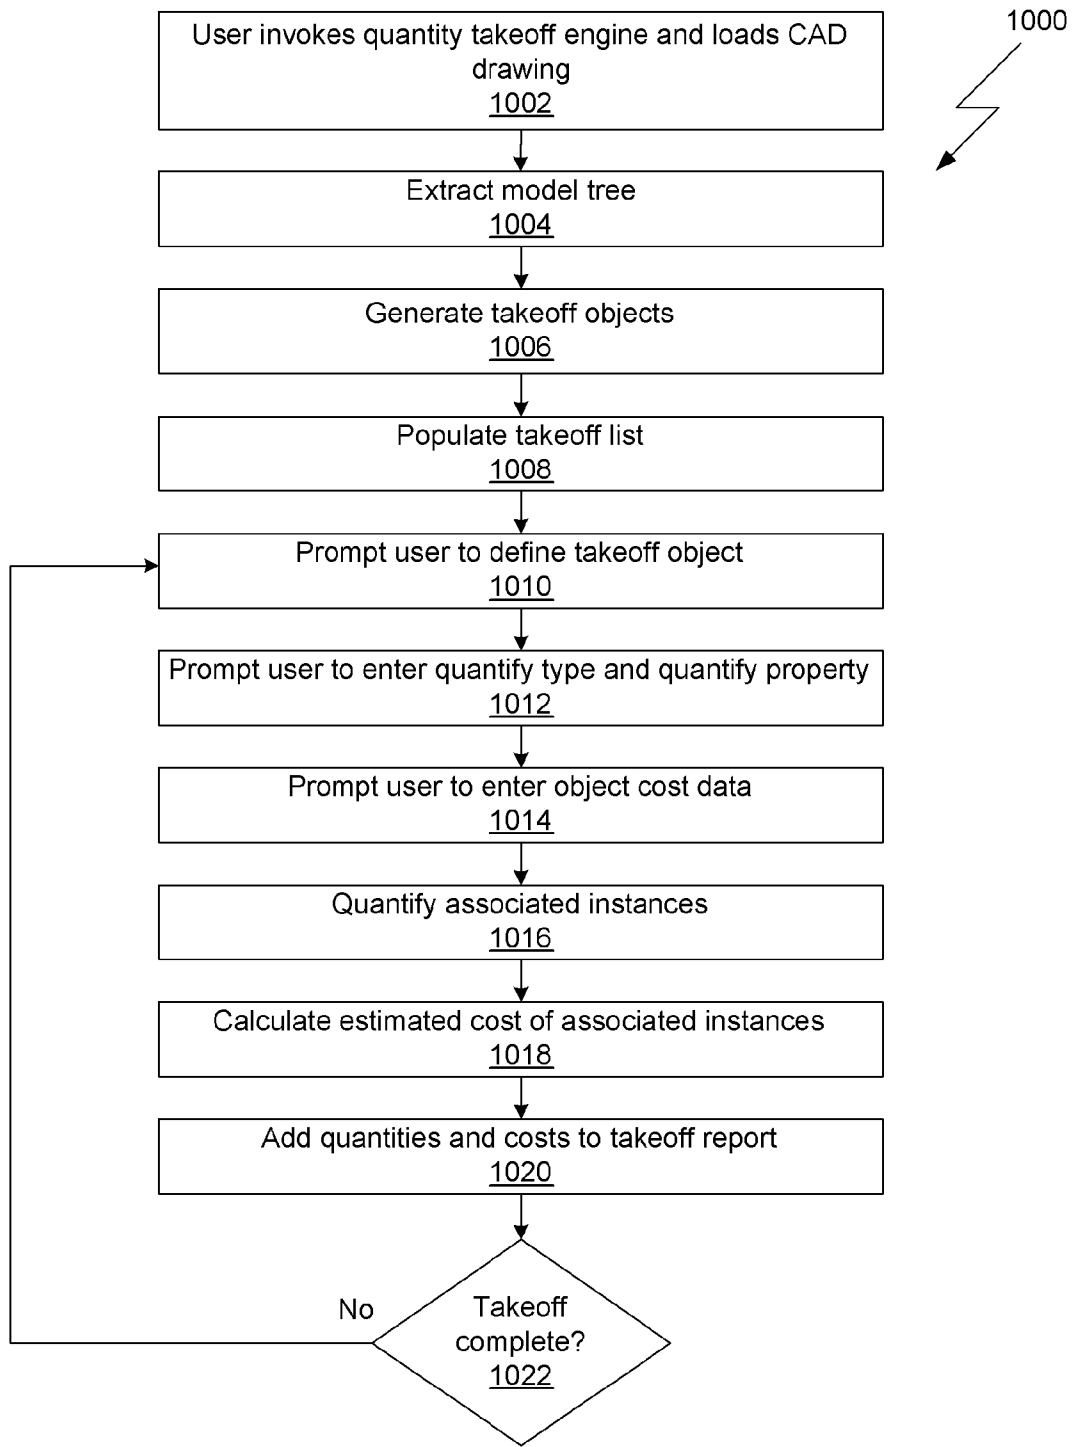 1000
User invokes quantity takeoff engine and loads CAD
drawing
1002
Extract model tree
1004
Generate takeoff objects
1006
Populate takeoff list
1008
Prompt user to define takeoff object
1010
Prompt user to enter quantify type and quantify property
1012
Prompt user to enter object cost data
1014
Quantify associated instances
1016
Calculate estimated cost of associated instances
1018
Add quantities and costs to takeoff report
1020
No
Takeoff
complete?
1022